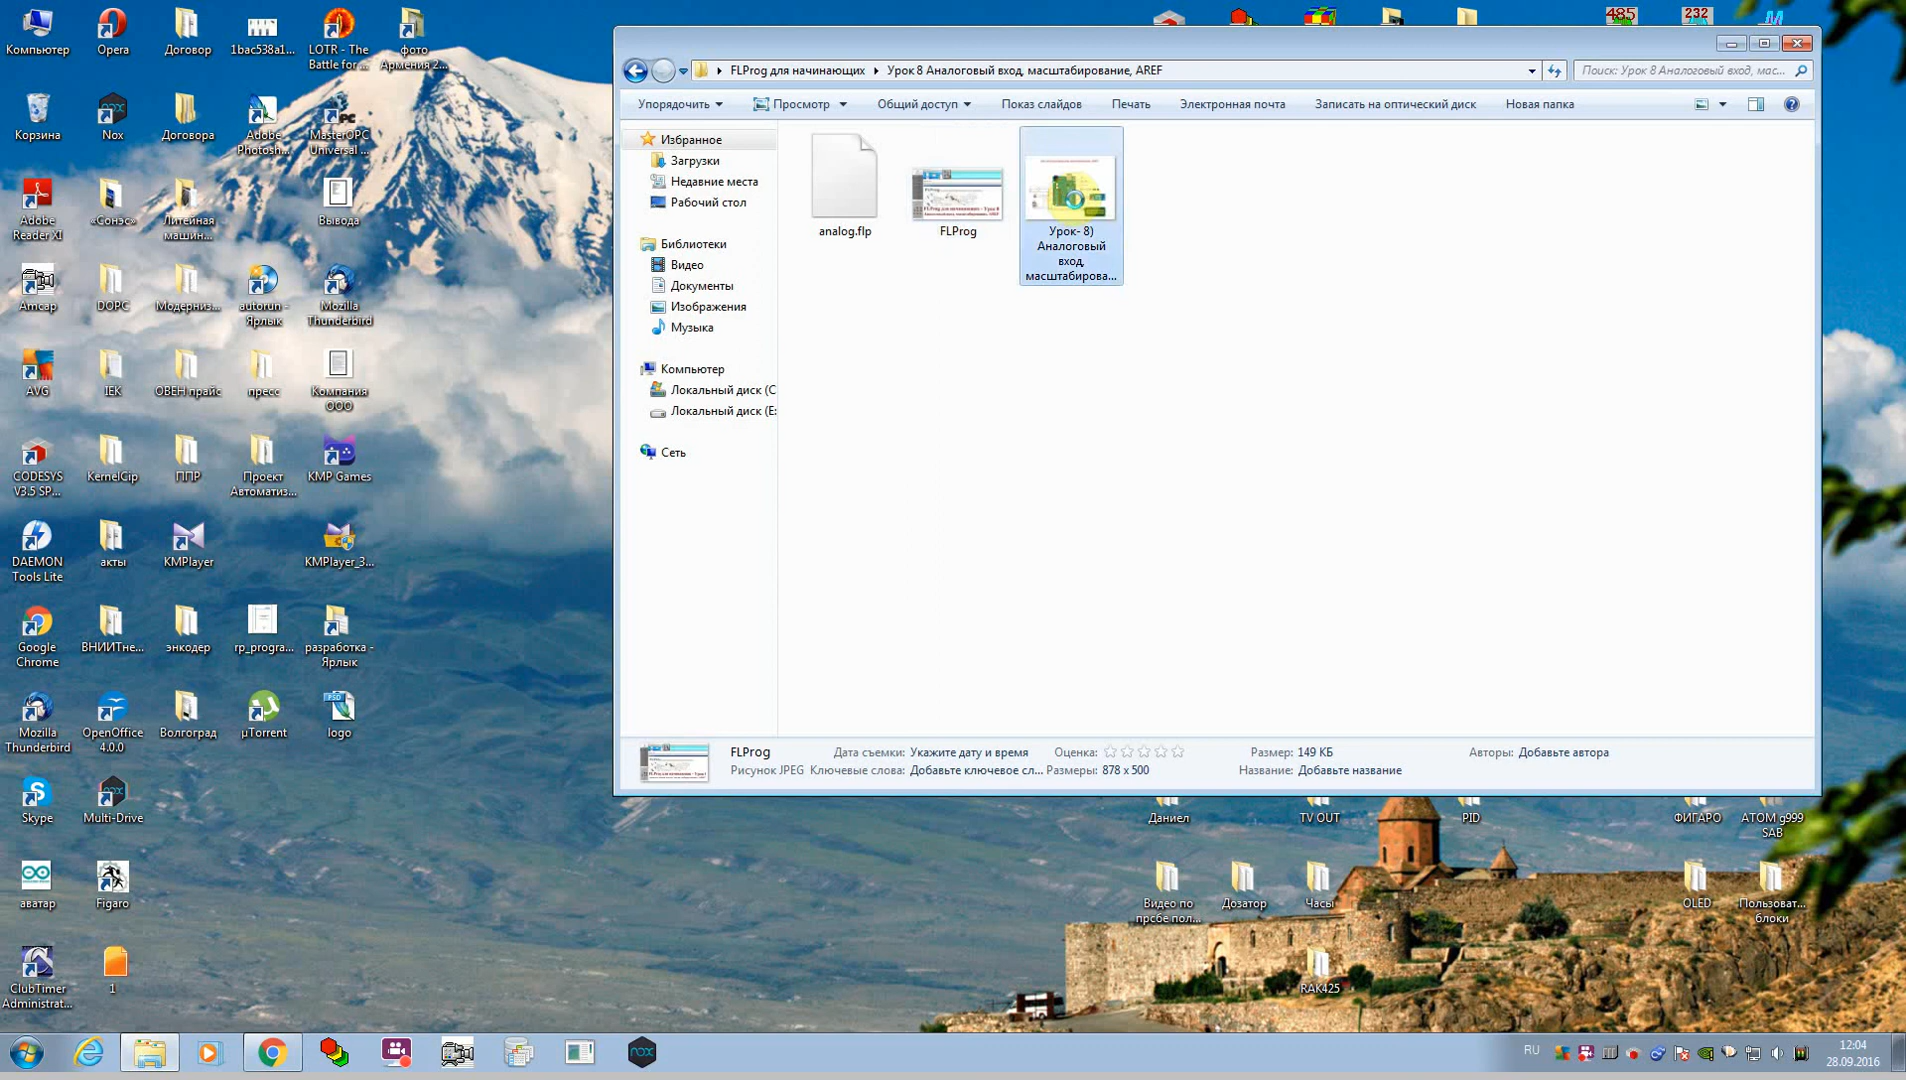 Компьютер
Opera
Договор
1bac538a1...
LOTR - The
Battle for ...
фото
Армения 2...
Корзина
Nox
Договора
Adobe
Photosh...
MasterOPC
Universal ...
Adobe
Reader XI
«Сонэс»
Литейная
машин...
Вывода
Amcap
DOPC
Модерниз...
autorun -
Ярлык
Mozilla
Thunderbird
AVG
IEK
ОВЕН прайс
пресс
Компания
ООО
CODESYS
V3.5 SP...
KernelCip
ППР
Проект
Автоматиз...
KMP Games
DAEMON
Tools Lite
акты
KMPlayer
KMPlayer_3...
Google
Chrome
ВНИИТне...
энкодер
rp_progra...
разработка -
Ярлык
Mozilla
Thunderbird
OpenOffice
4.0.0
Волгоград
µTorrent
logo
Skype
Multi-Drive
аватар
Figaro
ClubTimer
Administrat...
1
485
232
FLProg для начинающих
Урок 8 Аналоговый вход, масштабирование, AREF
Поиск: Урок 8 Аналоговый вход, мас...
Упорядочить
Просмотр
Общий доступ
Показ слайдов
Печать
Электронная почта
Записать на оптический диск
Новая папка
Избранное
Загрузки
Недавние места
Рабочий стол
Библиотеки
Видео
Документы
Изображения
Музыка
Компьютер
Локальный диск (C
Локальный диск (E:
Сеть
analog.flp
FLProg
Урок- 8)
Аналоговый
вход,
масштабирова...
FLProg
Дата съемки: Укажите дату и время
Оценка:
Размер: 149 КБ
Авторы: Добавьте автора
Рисунок JPEG
Ключевые слова: Добавьте ключевое сл...
Размеры: 878 x 500
Название: Добавьте название
Даниел
TV OUT
PID
ФИГАРО
ATOM g999
SAB
Видео по
прсбе пол...
Дозатор
Часы
OLED
Пользоват...
блоки
RAK425
RU
12:04
28.09.2016